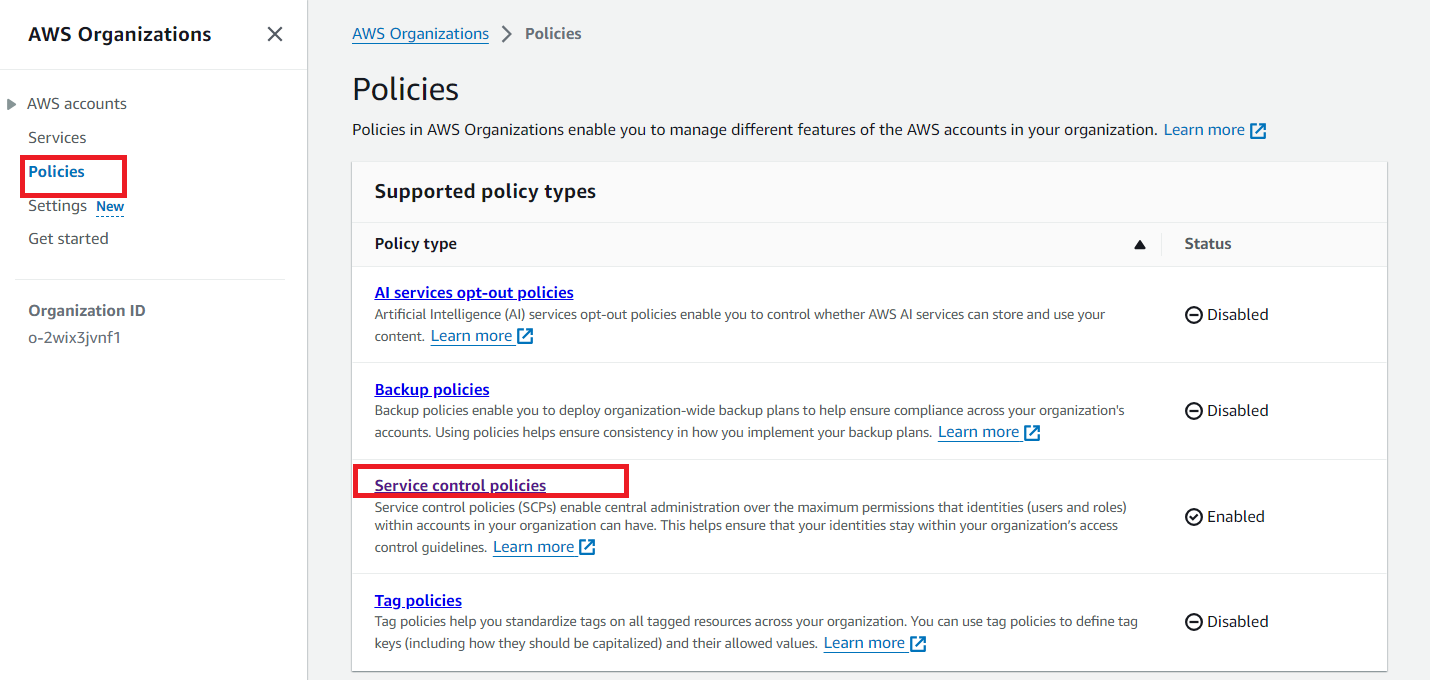 AWS Organizations
AWS accounts
Services
Policies
Settings New
Get started
Organization ID
o-2wix3jvnf1
AWS Organizations > Policies
Policies
Policies in AWS Organizations enable you to manage different features of the AWS accounts in your organization. Learn more
Supported policy types
Policy type Status
AI services opt-out policies
Artificial Intelligence (AI) services opt-out policies enable you to control whether AWS AI services can store and use your
content. Learn more
Disabled
Backup policies
Backup policies enable you to deploy organization-wide backup plans to help ensure compliance across your organization's
accounts. Using policies helps ensure consistency in how you implement your backup plans. Learn more
Disabled
Service control policies
Service control policies (SCPs) enable central administration over the maximum permissions that identities (users and roles)
within accounts in your organization can have. This helps ensure that your identities stay within your organization's access
control guidelines. Learn more
Enabled
Tag policies
Tag policies help you standardize tags on all tagged resources across your organization. You can use tag policies to define tag
keys (including how they should be capitalized) and their allowed values. Learn more
Disabled